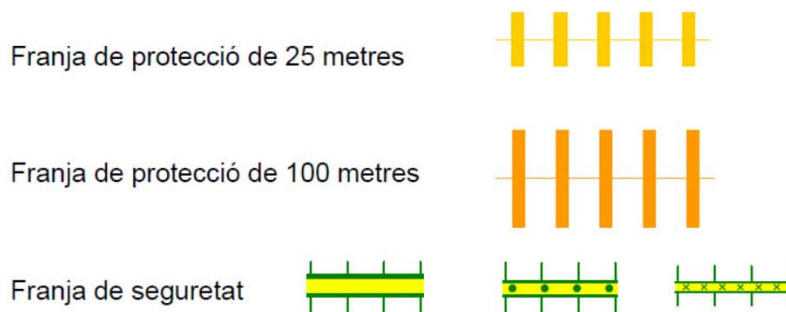 Franja de protecció de 25 metres
Franja de protecció de 100 metres
Franja de seguretat